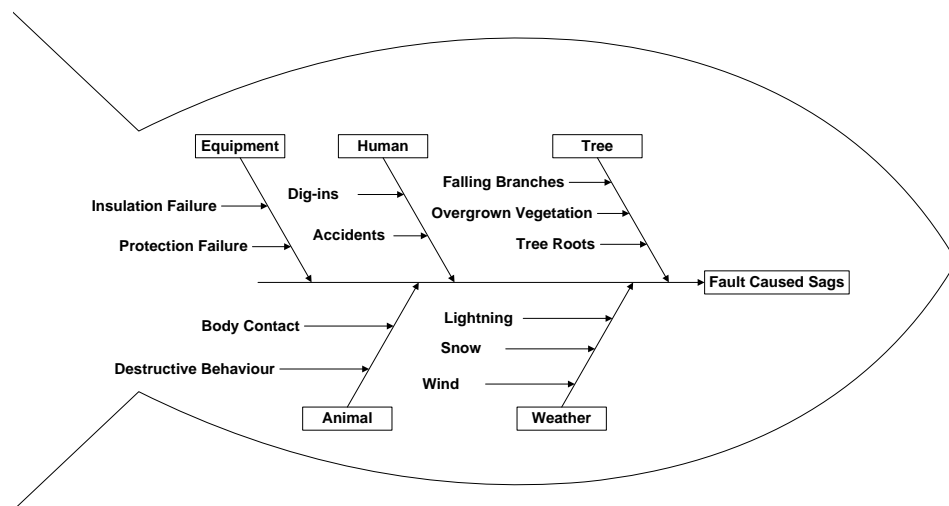 Equipment
Human
Tree
Falling Branches
Dig-ins
Insulation Failure
Overgrown Vegetation
Accidents
Protection Failure
Tree Roots
Fault Caused Sags
Body Contact
Lightning
Snow
Destructive Behaviour
Wind
Animal
Weather